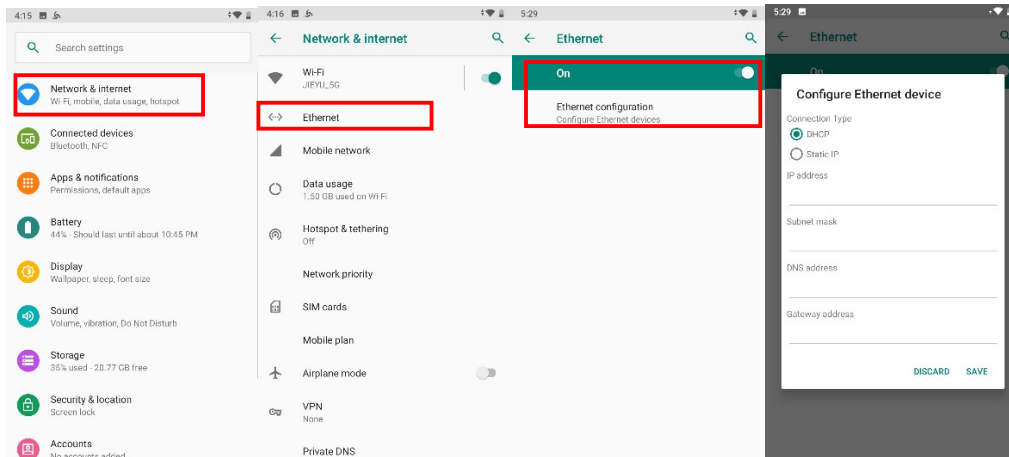 4:15
Search settings
Network & internet
Wi-Fi, mobile, data usage, hotspot
Connected devices
Bluetooth, NFC
Apps & notifications
Permissions, default apps
Battery
44% - Should last until about 10:45 PM
Display
Wallpaper, sleep, font size
Sound
Volume, vibration, Do Not Disturb
Storage
35% used - 20.77 GB free
Security & location
Screen lock
Accounts
No accounts added
4:16
Network & internet
Wi-Fi
JIEYU_5G
Ethernet
Mobile network
Data usage
1.50 GB used on Wi-Fi
Hotspot & tethering
Off
Network priority
SIM cards
Mobile plan
Airplane mode
VPN
None
Private DNS
5:29
Ethernet
On
Ethernet configuration
Configure Ethernet devices
5:29
Ethernet
On
Configure Ethernet device
Connection Type
DHCP
Static IP
IP address
Subnet mask
DNS address
Gateway address
DISCARD SAVE